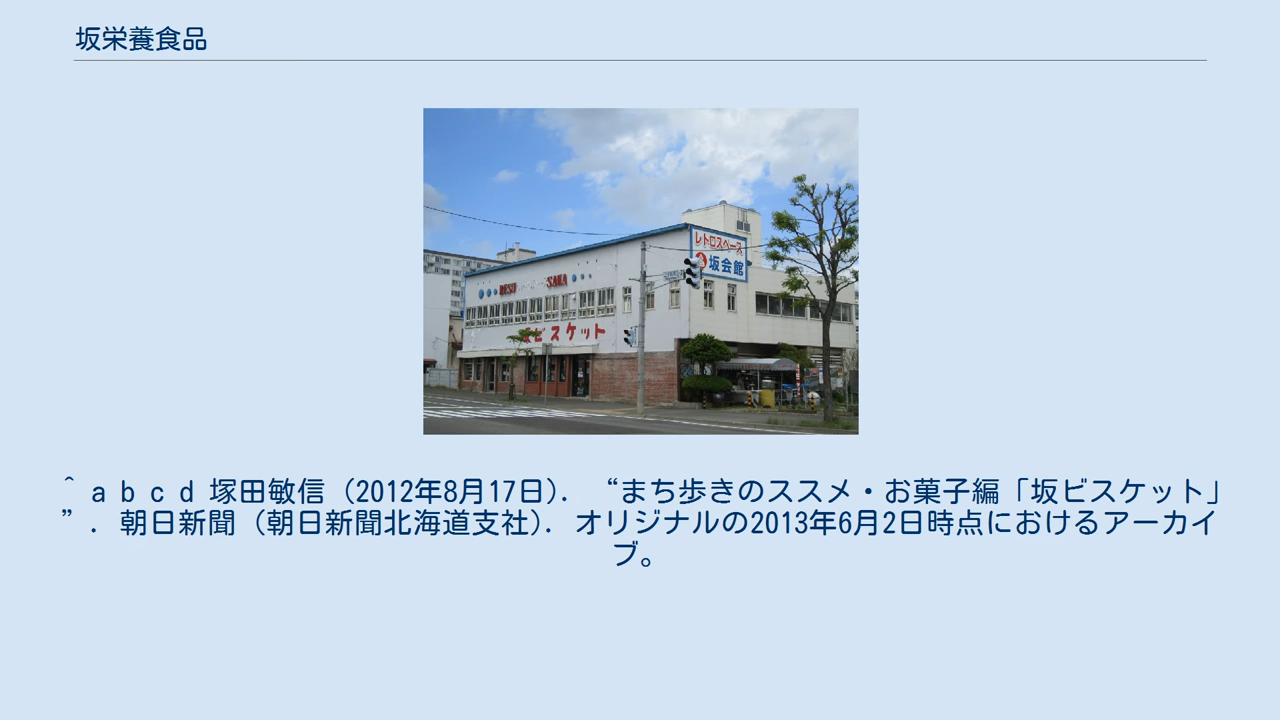 坂栄養食品
レトロスペース
坂会館
SAKA
ビスケット
^ a b c d 塚田敏信 (2012年8月17日). “まち歩きのススメ・お菓子編「坂ビスケット」
”. 朝日新聞 (朝日新聞北海道支社). オリジナルの2013年6月2日時点におけるアーカイ
ブ。